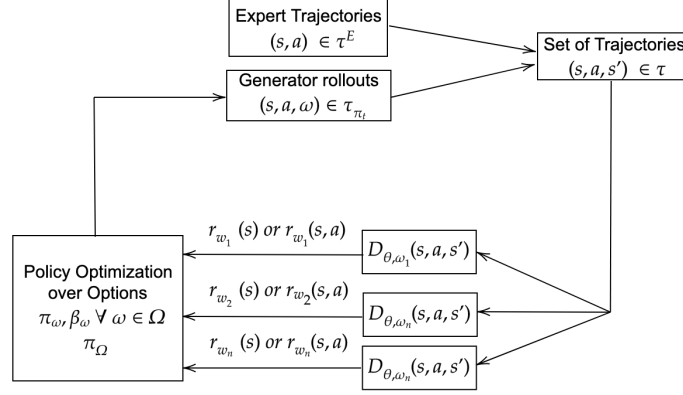 Expert Trajectories
(s, a) ∈ τ^E
Set of Trajectories
(s, a, s′) ∈ τ
Generator rollouts
(s, a, ω) ∈ τ_{π_t}
r_{w_1} (s) or r_{w_1}(s, a)
D_{θ,ω_1}(s, a, s′)
Policy Optimization
over Options
π_ω, β_ω ∀ ω ∈ Ω
π_Ω
r_{w_2} (s) or r_{w_2}(s, a)
D_{θ,ω_n}(s, a, s′)
r_{w_n} (s) or r_{w_n}(s, a)
D_{θ,ω_n}(s, a, s′)